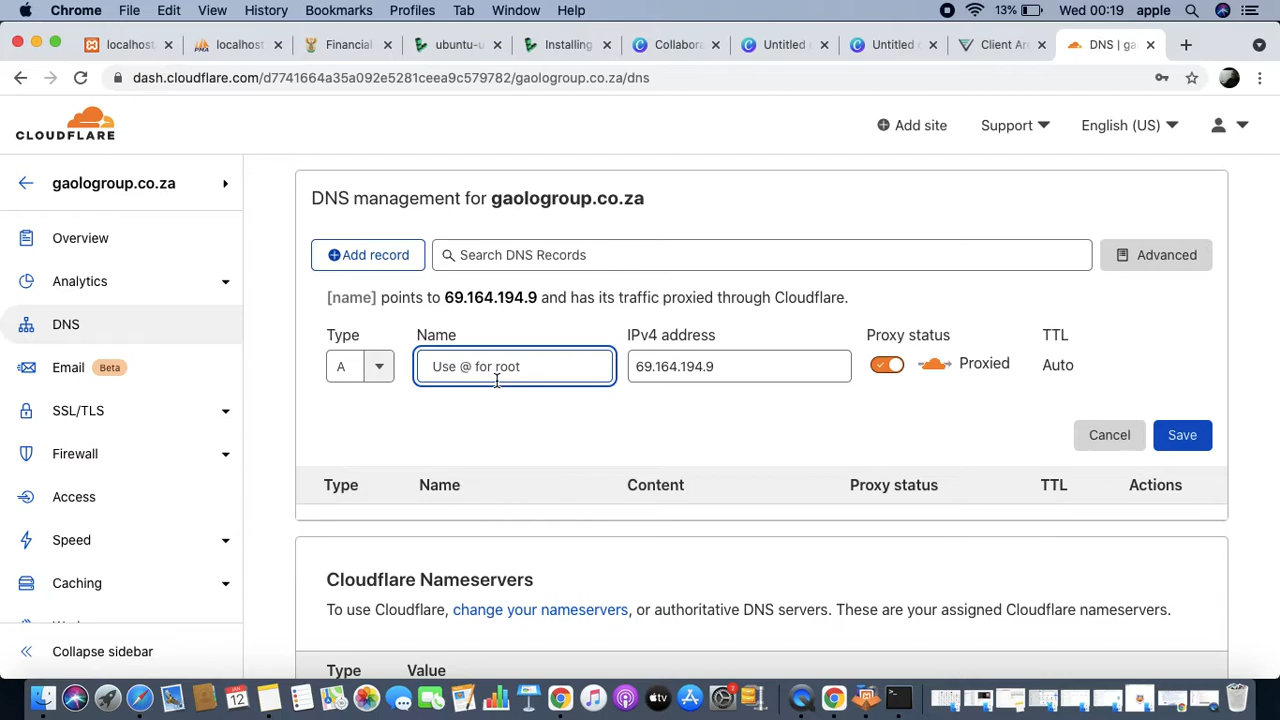 Chrome File Edit View History Bookmarks Profiles Tab Window Help 13% Wed 00:19 apple
localhost localhost Financial ubuntu-u Installing Collabora Untitled Untitled Client Are DNS | ga
dash.cloudflare.com/d7741664a35a092e5281ceea9c579782/gaologroup.co.za/dns
CLOUDFLARE
Add site Support English (US)
gaologroup.co.za
Overview
Analytics
DNS
Email Beta
SSL/TLS
Firewall
Access
Speed
Caching
Collapse sidebar
DNS management for gaologroup.co.za
Add record Search DNS Records Advanced
[name] points to 69.164.194.9 and has its traffic proxied through Cloudflare.
Type Name IPv4 address Proxy status TTL
A Use @ for root 69.164.194.9 Proxied Auto
Cancel Save
Type Name Content Proxy status TTL Actions
Cloudflare Nameservers
To use Cloudflare, change your nameservers, or authoritative DNS servers. These are your assigned Cloudflare nameservers.
Type Value